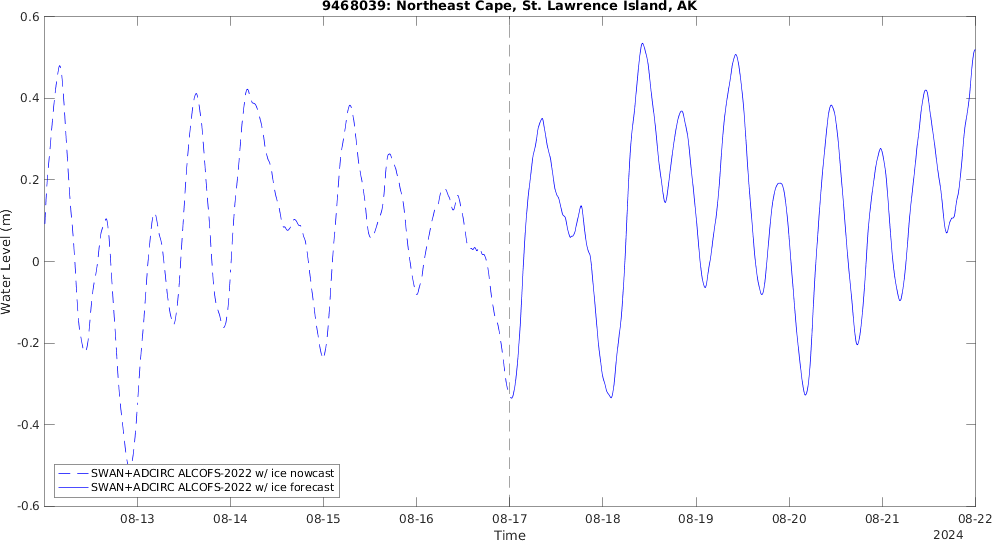 9468039: Northeast Cape, St. Lawrence Island, AK
0.6
0.4
0.2
0
-0.2
-0.4
-0.6
Water Level (m)
SWAN+ADCIRC ALCOFS-2022 w/ ice nowcast
SWAN+ADCIRC ALCOFS-2022 w/ ice forecast
08-13 08-14 08-15 08-16 08-17 08-18 08-19 08-20 08-21 08-22
Time
2024